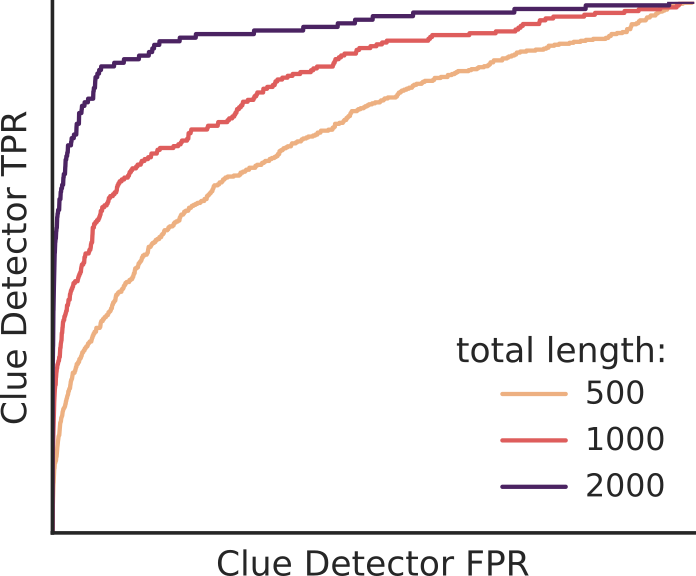 Clue Detector TPR
total length:
500
1000
2000
Clue Detector FPR